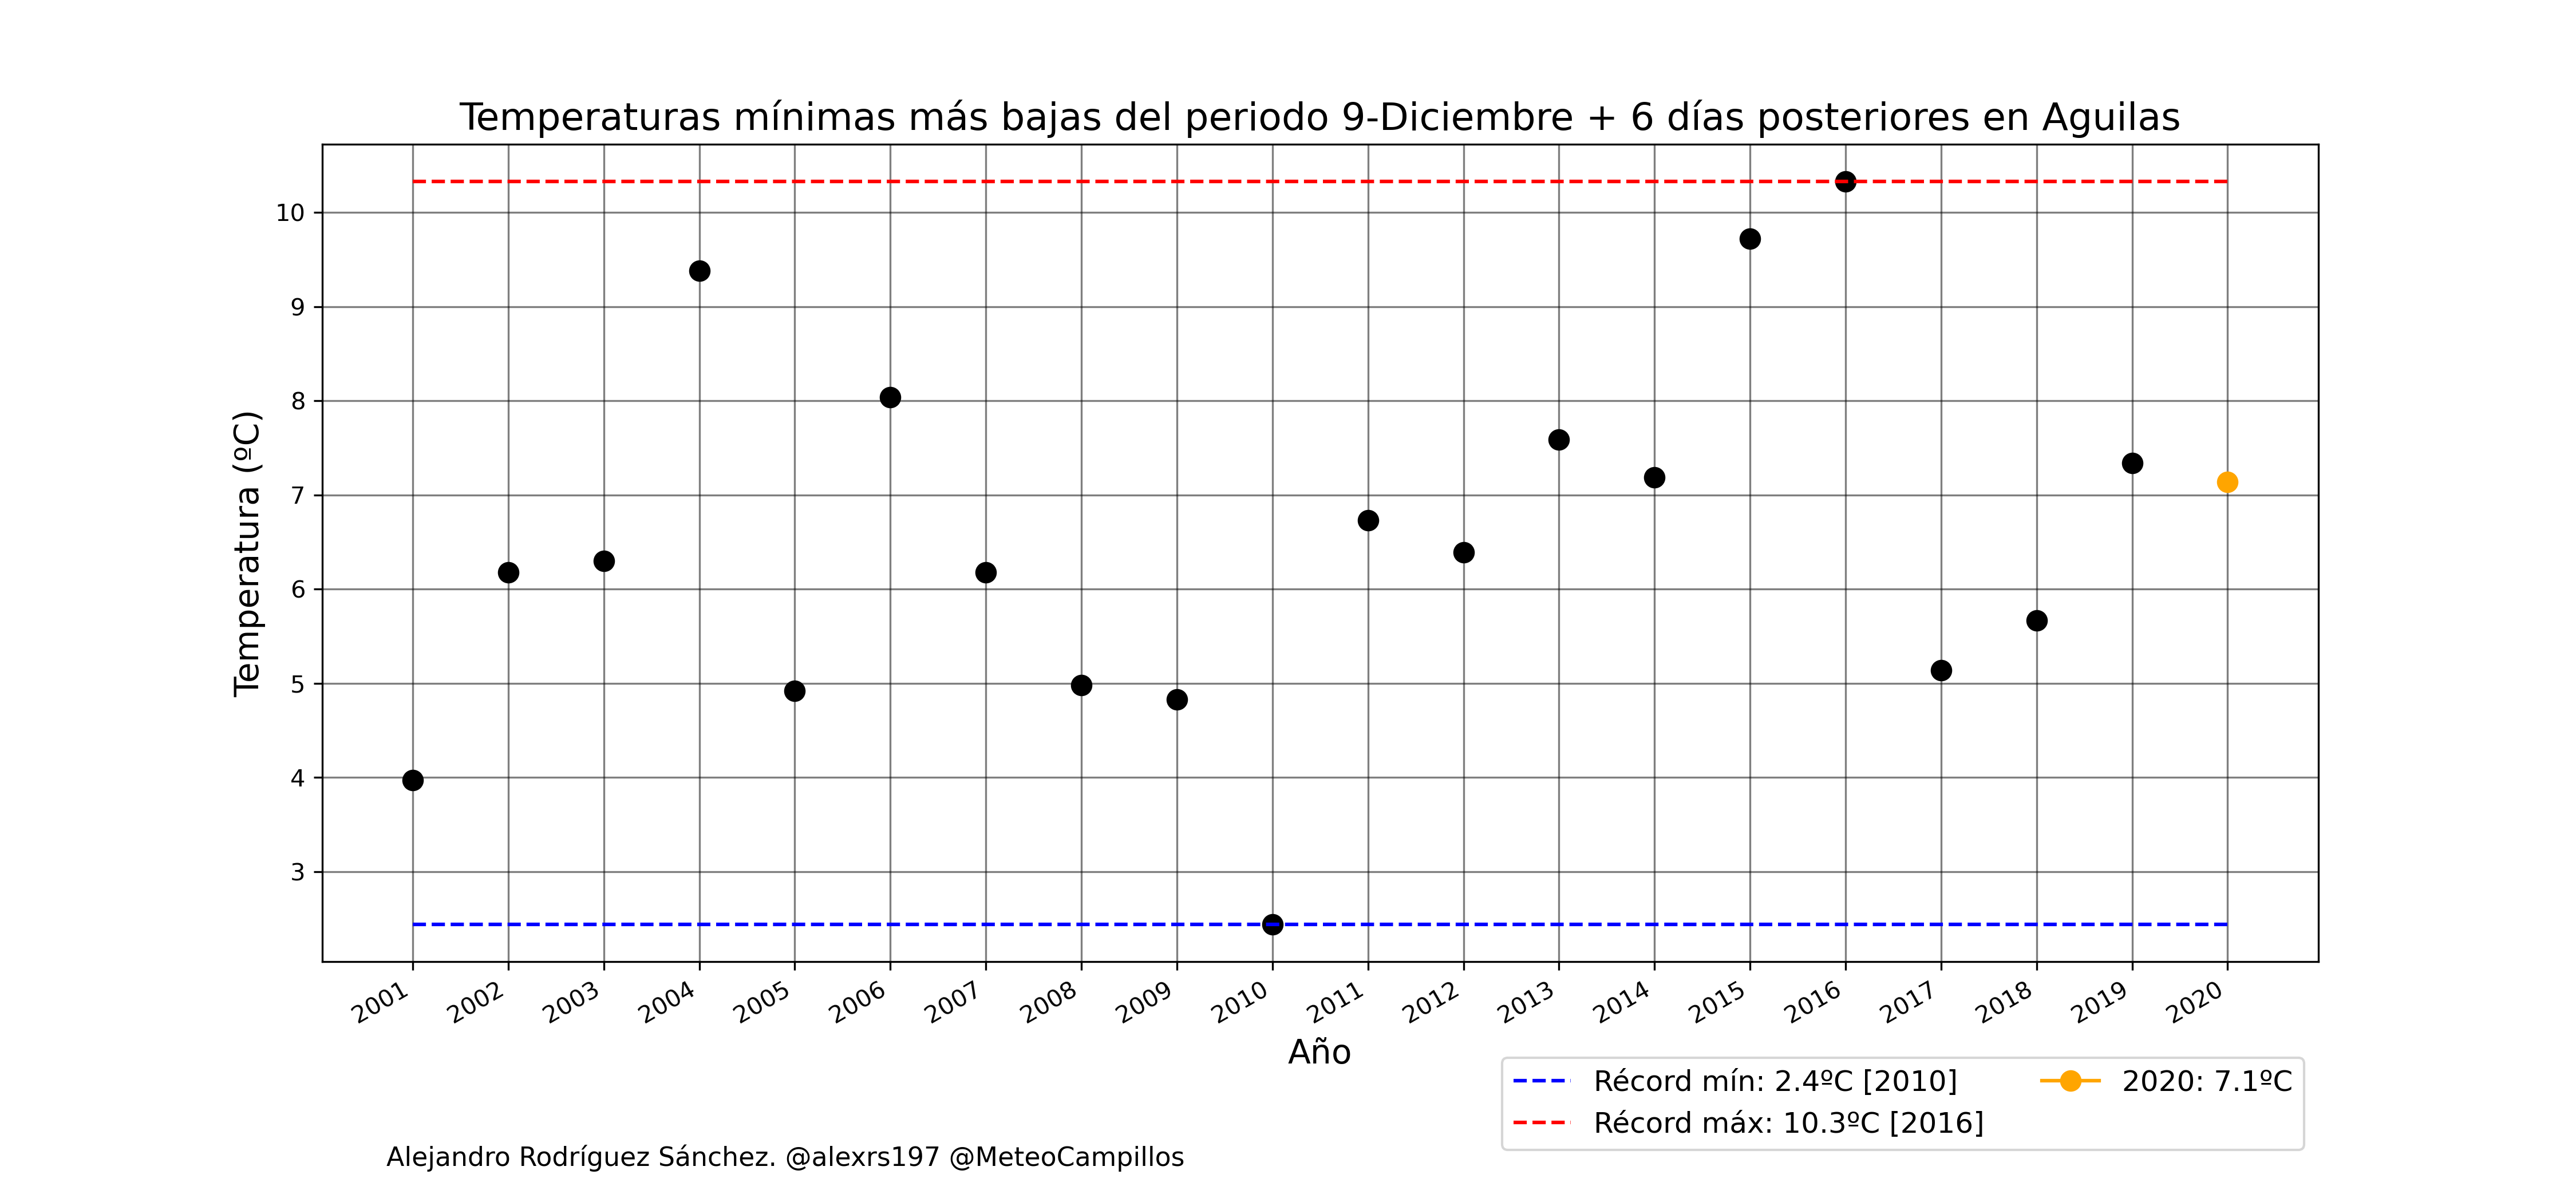 Temperaturas mínimas más bajas del periodo 9-Diciembre + 6 días posteriores en Aguilas
Temperatura (ºC)
10
9
8
7
6
5
4
3
2001 2002 2003 2004 2005 2006 2007 2008 2009 2010 2011 2012 2013 2014 2015 2016 2017 2018 2019 2020
Año
Récord mín: 2.4ºC [2010]
Récord máx: 10.3ºC [2016]
2020: 7.1ºC
Alejandro Rodríguez Sánchez. @alexrs197 @MeteoCampillos